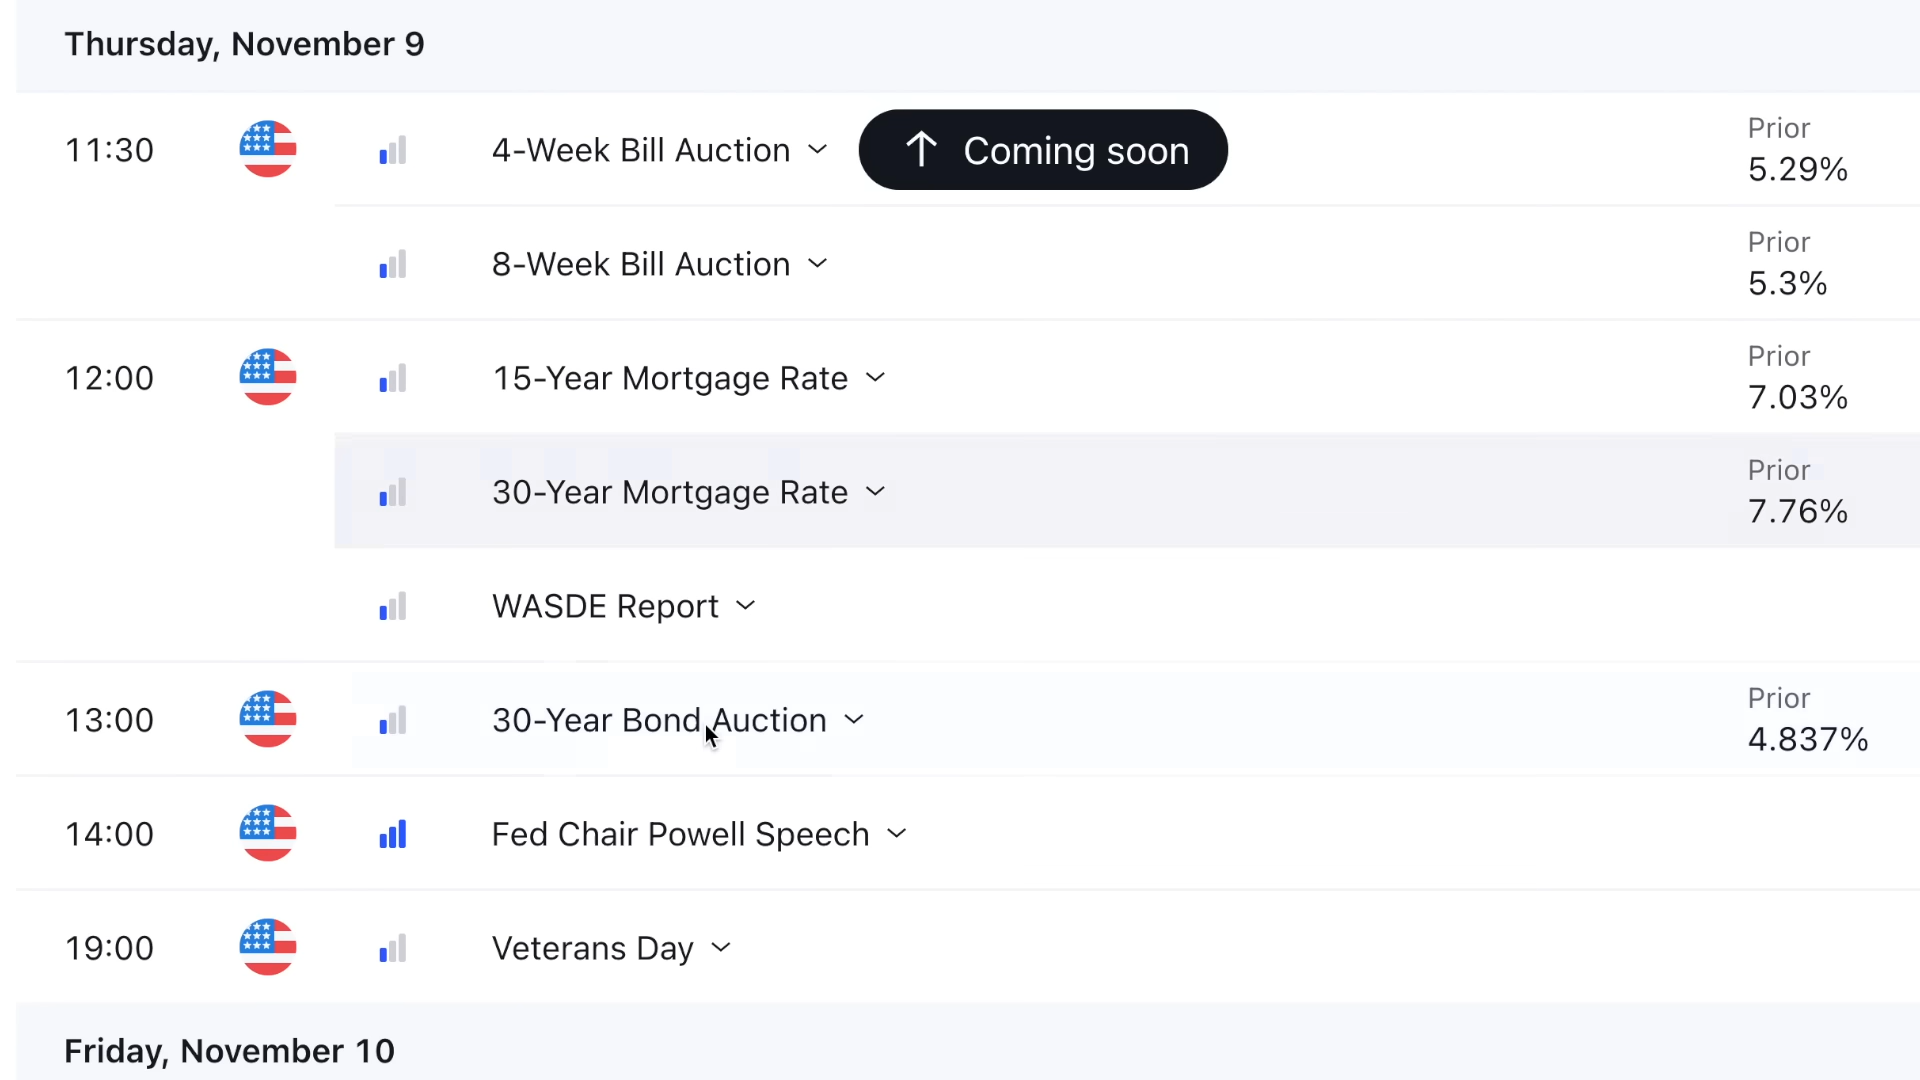 Thursday, November 9
11:30 4-Week Bill Auction Coming soon Prior 5.29%
8-Week Bill Auction Prior 5.3%
12:00 15-Year Mortgage Rate Prior 7.03%
30-Year Mortgage Rate Prior 7.76%
WASDE Report
13:00 30-Year Bond Auction Prior 4.837%
14:00 Fed Chair Powell Speech
19:00 Veterans Day
Friday, November 10